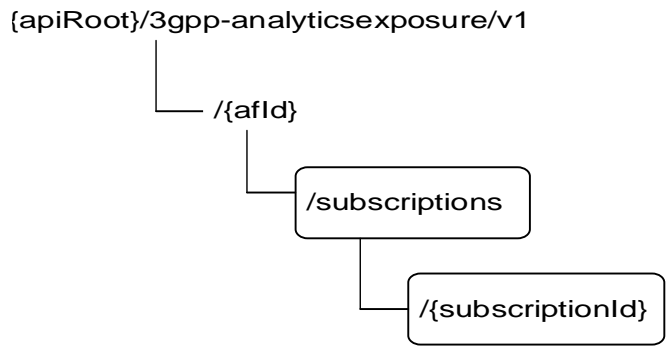 {apiRoot}/3gpp-analyticsexposure/v1
/{afId}
/subscriptions
/{subscriptionId}